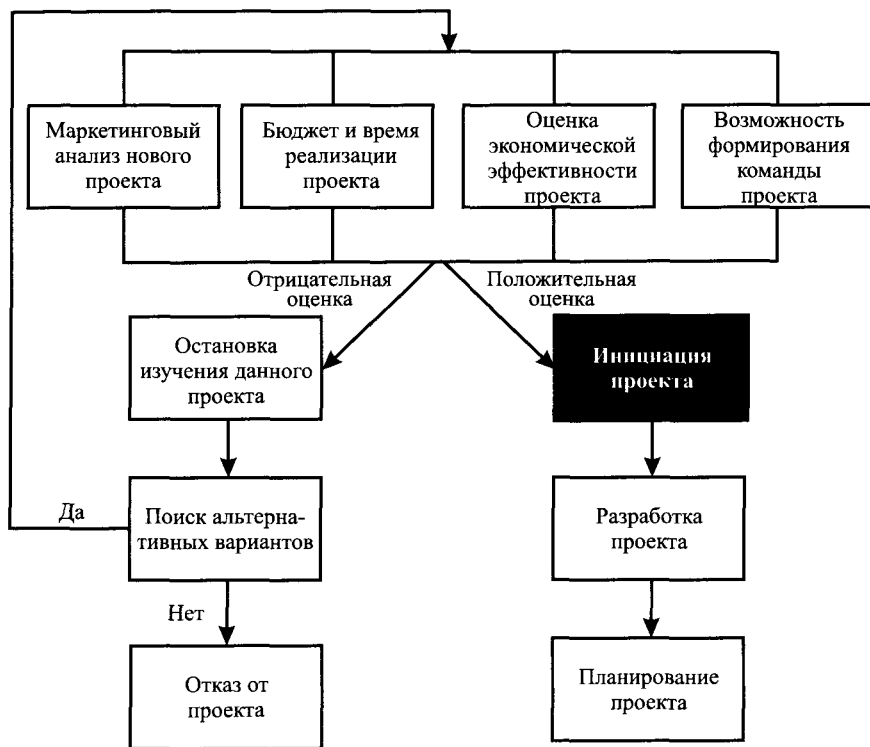 Маркетинговый
анализ нового
проекта
Бюджет и время
реализации
проекта
Оценка
экономической
эффективности
проекта
Возможность
формирования
команды
проекта
Отрицательная
оценка
Положительная
оценка
Остановка
изучения данного
проекта
Инициация
проекта
Да
Поиск альтерна-
тивных вариантов
Разработка
проекта
Нет
Отказ от
проекта
Планирование
проекта